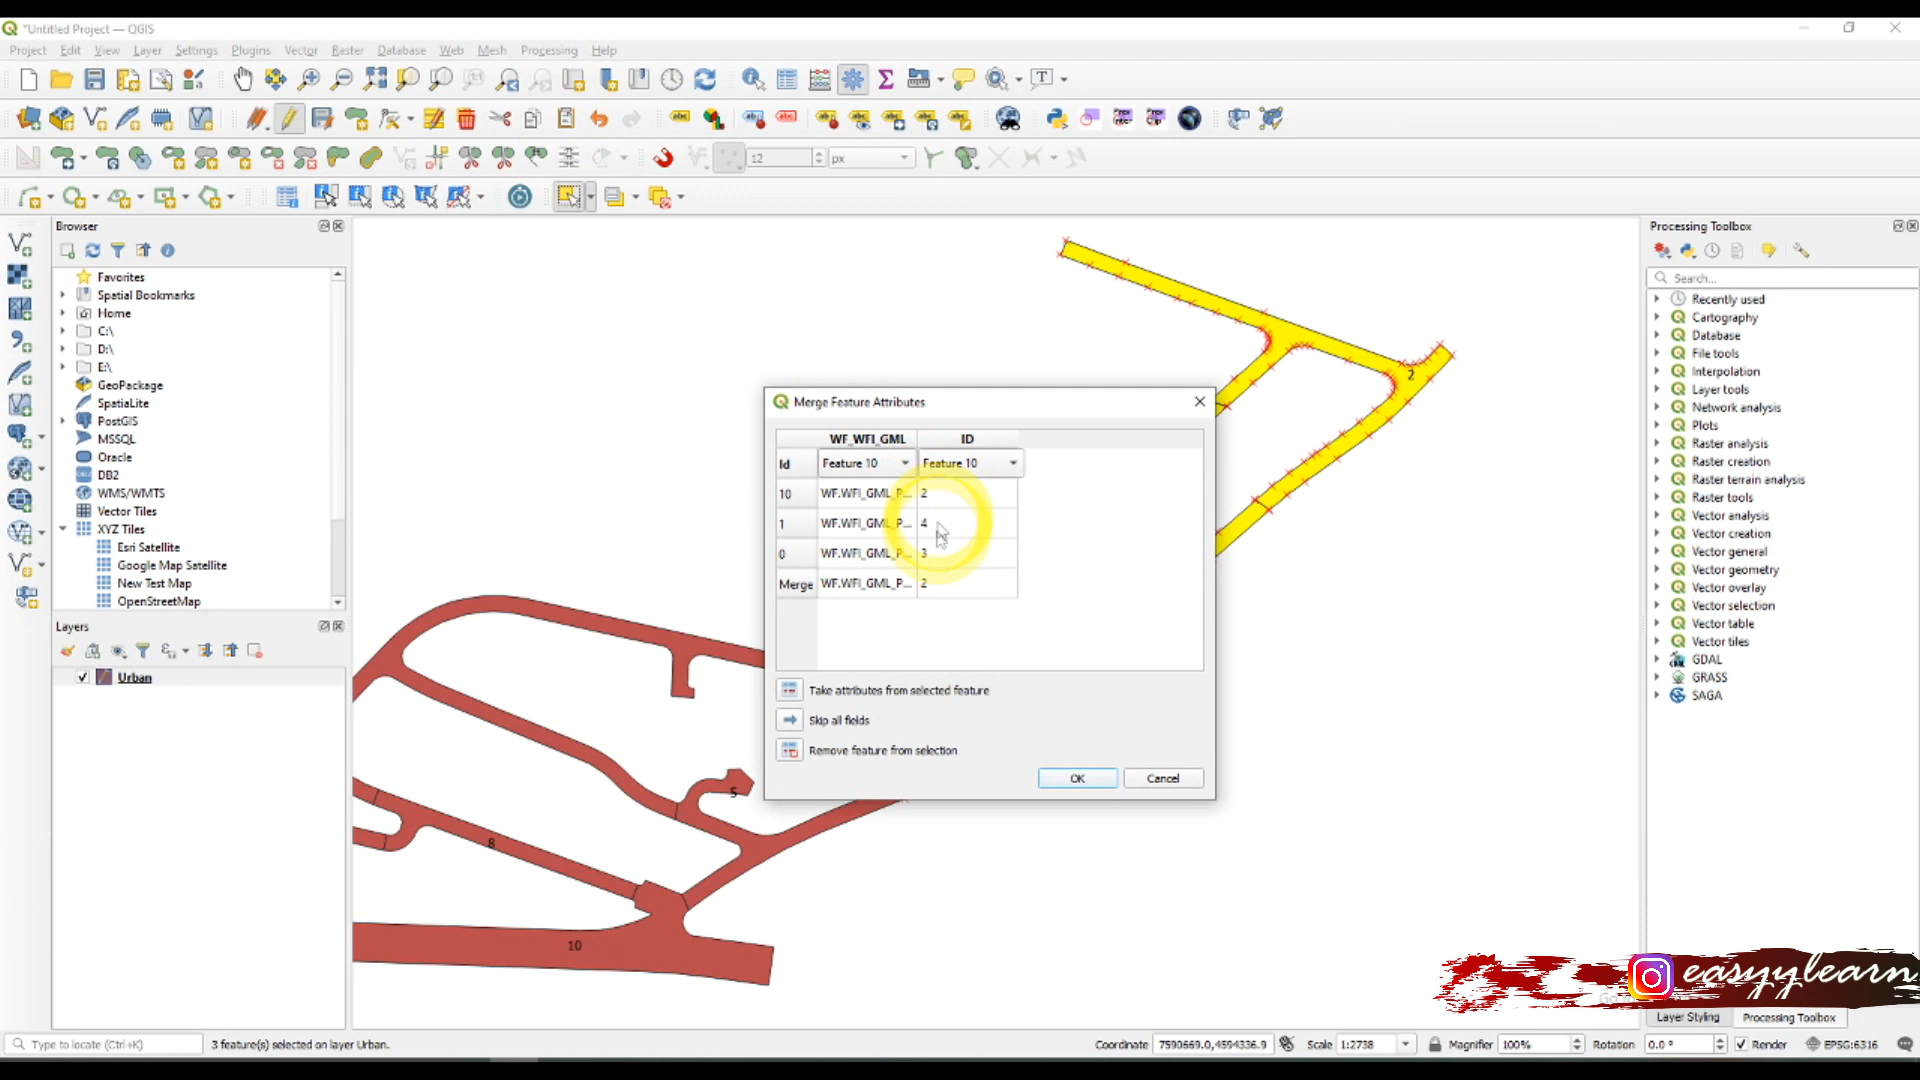 *Untitled Project — QGIS
Project Edit View Layer Settings Plugins Vector Raster Database Web Mesh Processing Help
12 px
Browser
Favorites
Spatial Bookmarks
Home
C:\
D:\
E:\
GeoPackage
SpatiaLite
PostGIS
MSSQL
Oracle
DB2
WMS/WMTS
Vector Tiles
XYZ Tiles
Esri Satellite
Google Map Satellite
New Test Map
OpenStreetMap
Layers
Urban
2
5
8
10
Merge Feature Attributes
WF_WFI_GML ID
Id Feature 10 Feature 10
10 WF.WFI_GML_P... 2
1 WF.WFI_GML_P... 4
0 WF.WFI_GML_P... 3
Merge WF.WFI_GML_P... 2
Take attributes from selected feature
Skip all fields
Remove feature from selection
OK Cancel
Processing Toolbox
Search...
Recently used
Cartography
Database
File tools
Interpolation
Layer tools
Network analysis
Plots
Raster analysis
Raster creation
Raster terrain analysis
Raster tools
Vector analysis
Vector creation
Vector general
Vector geometry
Vector overlay
Vector selection
Vector table
Vector tiles
GDAL
GRASS
SAGA
easyylearn
Layer Styling Processing Toolbox
Type to locate (Ctrl+K) 3 feature(s) selected on layer Urban. Coordinate 7590669.0,4594336.9 Scale 1:2738 Magnifier 100% Rotation 0.0 ° Render EPSG:6316